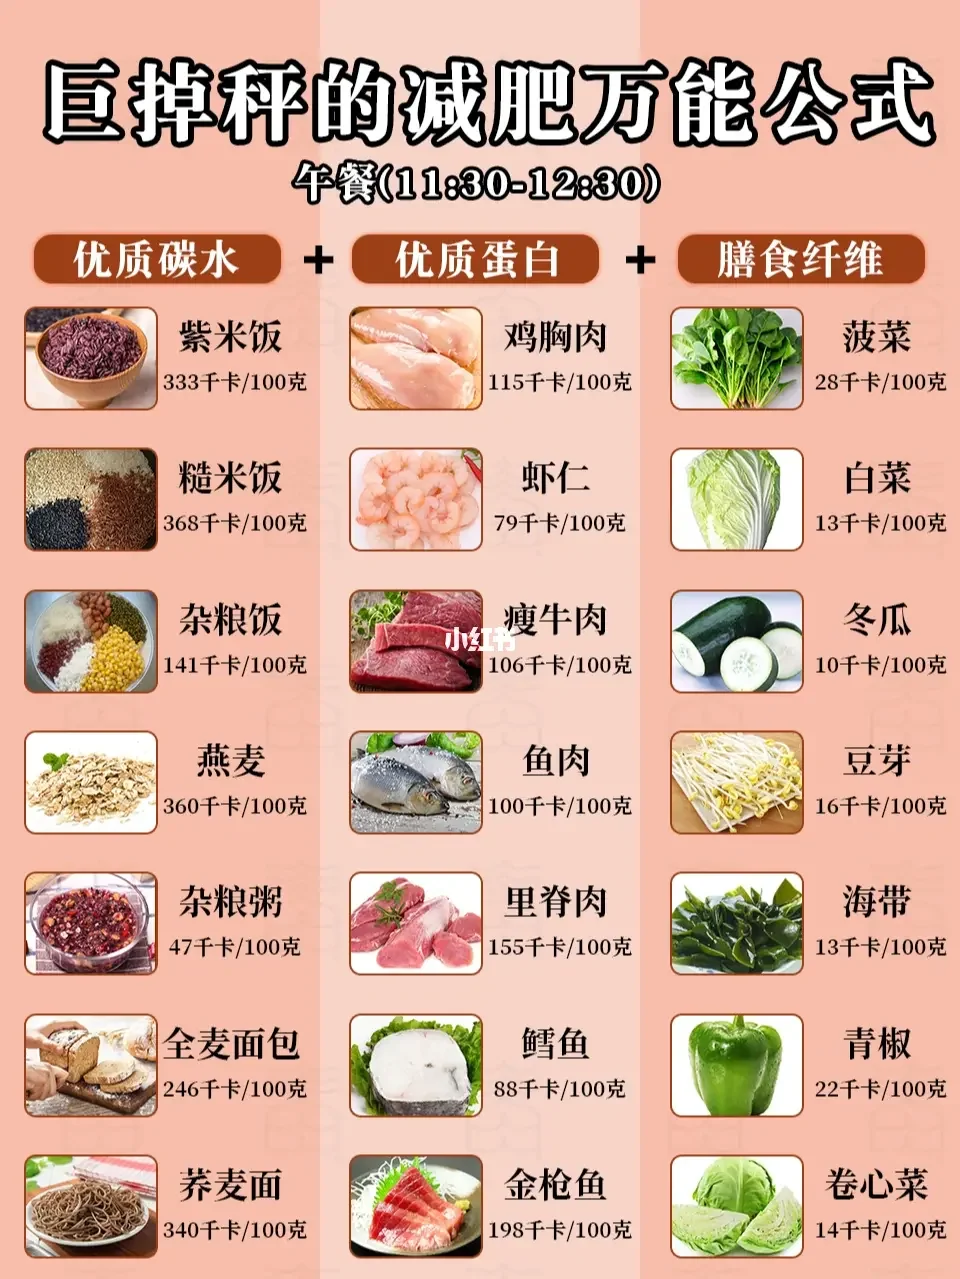 巨掉秤的减肥万能公式
午餐(11:30-12:30)
优质碳水 + 优质蛋白 + 膳食纤维
紫米饭 鸡胸肉 菠菜
333千卡/100克 115千卡/100克 28千卡/100克
糙米饭 虾仁 白菜
368千卡/100克 79千卡/100克 13千卡/100克
杂粮饭 瘦牛肉 冬瓜
小红书
141千卡/100克 106千卡/100克 10千卡/100克
燕麦 鱼肉 豆芽
360千卡/100克 100千卡/100克 16千卡/100克
杂粮粥 里脊肉 海带
47千卡/100克 155千卡/100克 13千卡/100克
全麦面包 鳕鱼 青椒
246千卡/100克 88千卡/100克 22千卡/100克
荞麦面 金枪鱼 卷心菜
340千卡/100克 198千卡/100克 14千卡/100克